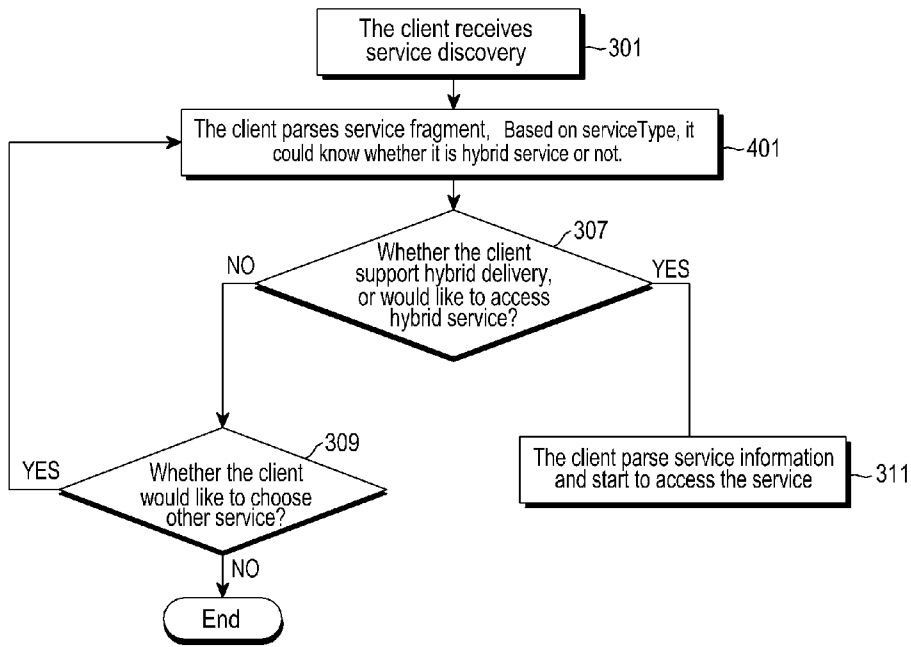 The client receives
service discovery
301
The client parses service fragment, Based on serviceType, it
could know whether it is hybrid service or not.
401
307
Whether the client
support hybrid delivery,
or would like to access
hybrid service?
NO
YES
309
Whether the client
would like to choose
other service?
YES
NO
The client parse service information
and start to access the service
311
End